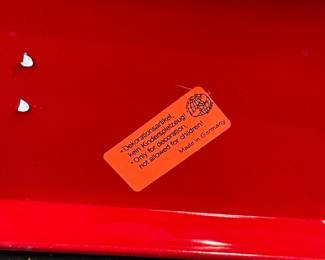 • Dekorationsartikel,
kein Kinderspielzeug!
• Only for decoration,
not allowed for children!
Made in Germany